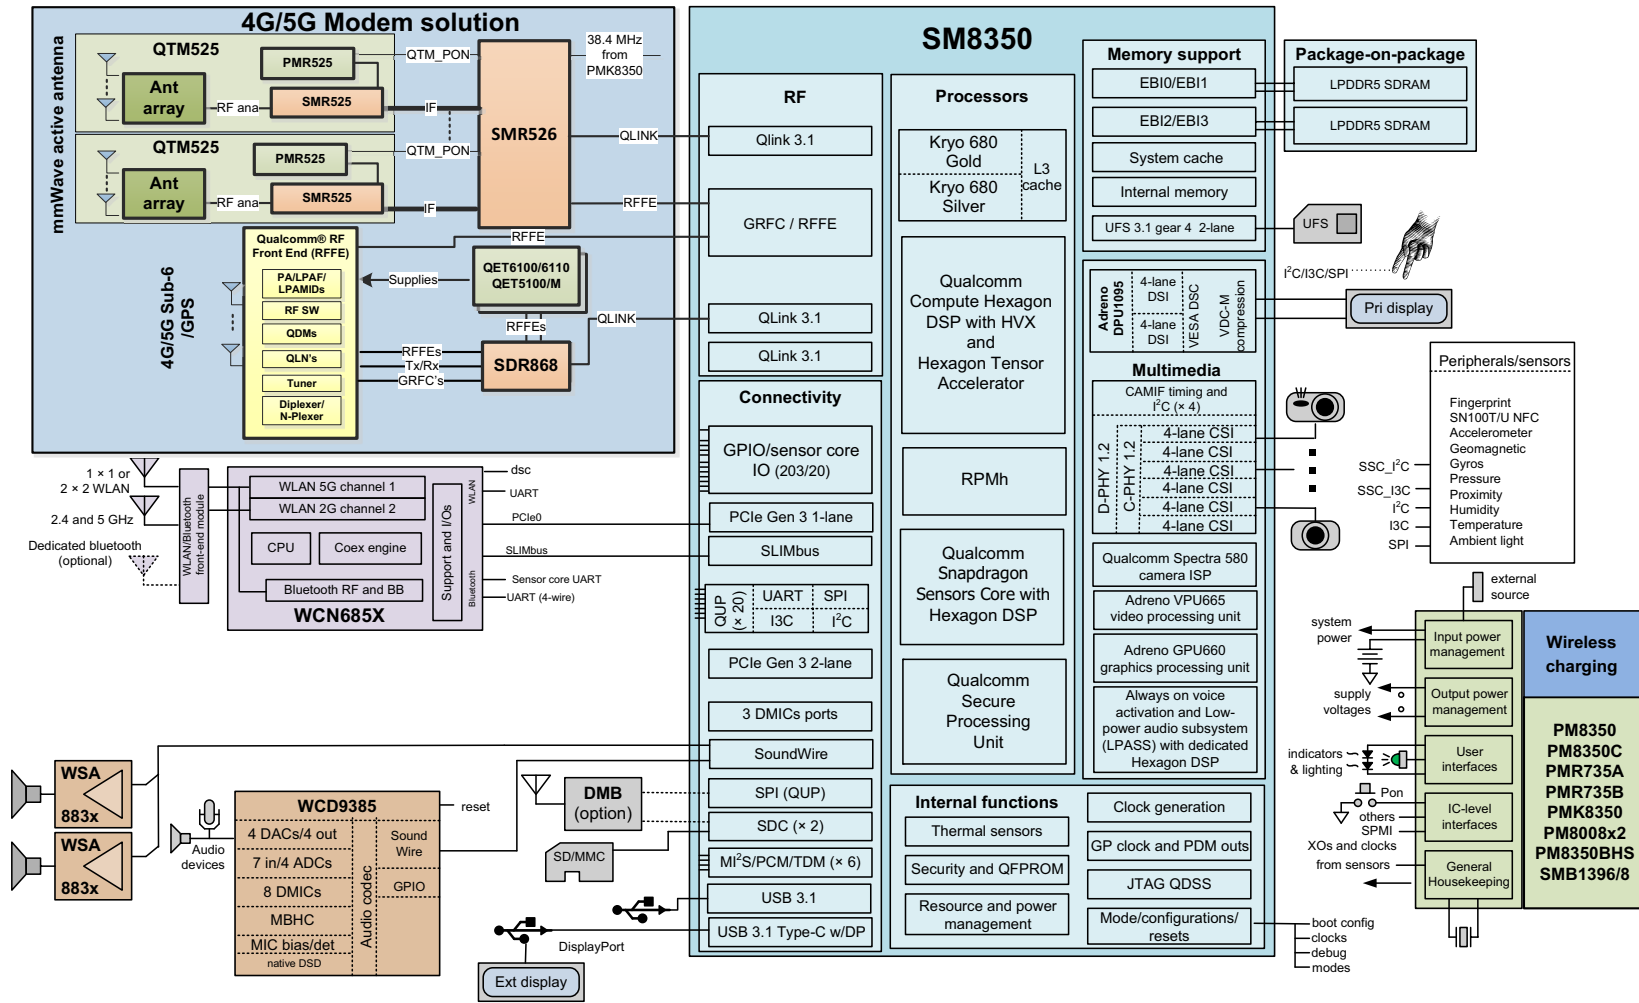 4G/5G Modem solution
mmWave active antenna
QTM525
PMR525
Ant
array
RF ana
SMR525
QTM_PON
IF
QTM525
PMR525
Ant
array
RF ana
SMR525
QTM_PON
IF
SMR526
38.4 MHz
from
PMK8350
QLINK
RFFE
4G/5G Sub-6
/GPS
Qualcomm® RF
Front End (RFFE)
PA/LPAF/
LPAMIDs
RF SW
QDMs
QLN's
Tuner
Diplexer/
N-Plexer
RFFE
Supplies
QET6100/6110
QET5100/M
RFFEs
QLINK
RFFEs
Tx/Rx
GRFC's
SDR868
1 × 1 or
2 × 2 WLAN
2.4 and 5 GHz
Dedicated bluetooth
(optional)
WLAN/Bluetooth
front-end module
WLAN 5G channel 1
WLAN 2G channel 2
CPU
Coex engine
Bluetooth RF and BB
WCN685X
Support and I/Os
WLAN
Bluetooth
dsc
UART
PCIe0
SLIMbus
Sensor core UART
UART (4-wire)
WSA
883x
WSA
883x
Audio
devices
WCD9385
4 DACs/4 out
7 in/4 ADCs
8 DMICs
MBHC
MIC bias/det
native DSD
Audio codec
Sound
Wire
GPIO
reset
DMB
(option)
SD/MMC
DisplayPort
Ext display
SM8350
RF
Qlink 3.1
GRFC / RFFE
QLink 3.1
QLink 3.1
Connectivity
GPIO/sensor core
IO (203/20)
PCIe Gen 3 1-lane
SLIMbus
QUP
(× 20)
UART
SPI
I3C
I²C
PCIe Gen 3 2-lane
3 DMICs ports
SoundWire
SPI (QUP)
SDC (× 2)
MI²S/PCM/TDM (× 6)
USB 3.1
USB 3.1 Type-C w/DP
Processors
Kryo 680
Gold
Kryo 680
Silver
L3
cache
Qualcomm
Compute Hexagon
DSP with HVX
and
Hexagon Tensor
Accelerator
RPMh
Qualcomm
Snapdragon
Sensors Core with
Hexagon DSP
Qualcomm
Secure
Processing
Unit
Internal functions
Thermal sensors
Security and QFPROM
Resource and power
management
Clock generation
GP clock and PDM outs
JTAG QDSS
Mode/configurations/
resets
boot config
clocks
debug
modes
Memory support
EBI0/EBI1
EBI2/EBI3
System cache
Internal memory
UFS 3.1 gear 4 2-lane
Package-on-package
LPDDR5 SDRAM
LPDDR5 SDRAM
UFS
I²C/I3C/SPI
Adreno
DPU1095
4-lane
DSI
4-lane
DSI
VESA DSC
VDC-M
compression
Pri display
Multimedia
CAMIF timing and
I²C (× 4)
D-PHY 1.2
C-PHY 1.2
4-lane CSI
4-lane CSI
4-lane CSI
4-lane CSI
4-lane CSI
4-lane CSI
Qualcomm Spectra 580
camera ISP
Adreno VPU665
video processing unit
Adreno GPU660
graphics processing unit
Always on voice
activation and Low-
power audio subsystem
(LPASS) with dedicated
Hexagon DSP
Peripherals/sensors
Fingerprint
SN100T/U NFC
Accelerometer
Geomagnetic
Gyros
Pressure
Proximity
Humidity
Temperature
Ambient light
SSC_I²C
SSC_I3C
I²C
I3C
SPI
external
source
system
power
Input power
management
supply
voltages
Output power
management
indicators
& lighting
User
interfaces
Pon
others
SPMI
XOs and clocks
IC-level
interfaces
from sensors
General
Housekeeping
Wireless
charging
PM8350
PM8350C
PMR735A
PMR735B
PMK8350
PM8008x2
PM8350BHS
SMB1396/8